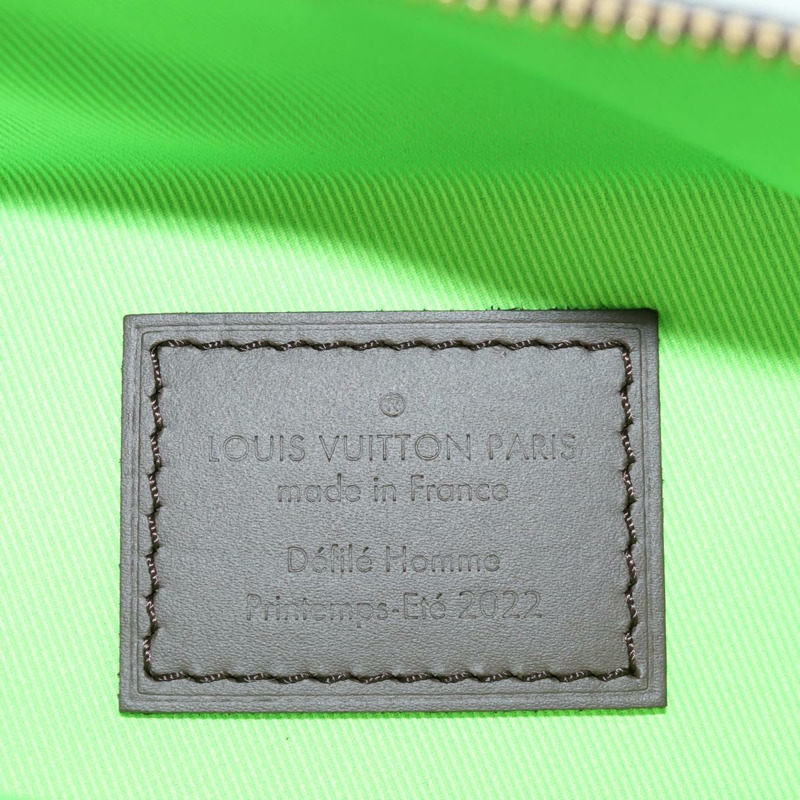 ®
LOUIS VUITTON PARIS
made in France
Défilé Homme
Printemps-Eté 2022